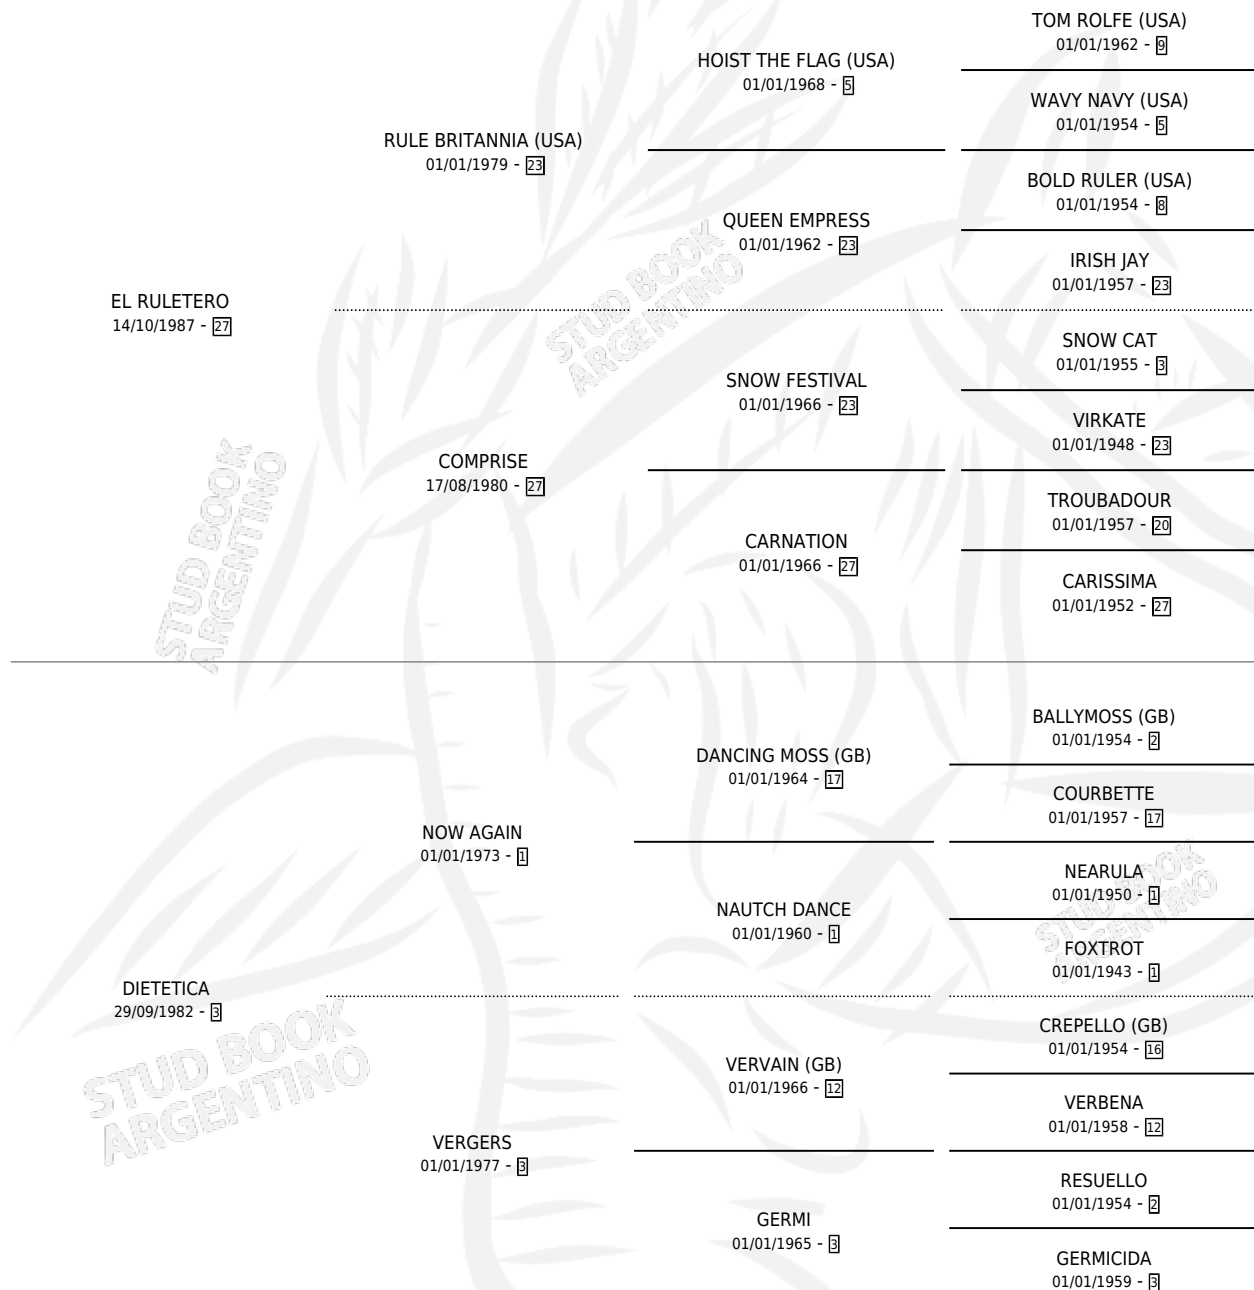 TOM ROLFE (USA)
01/01/1962 - 9
HOIST THE FLAG (USA)
01/01/1968 - 5
WAVY NAVY (USA)
01/01/1954 - 5
RULE BRITANNIA (USA)
01/01/1979 - 23
BOLD RULER (USA)
01/01/1954 - 8
QUEEN EMPRESS
01/01/1962 - 23
IRISH JAY
01/01/1957 - 23
EL RULETERO
14/10/1987 - 27
SNOW CAT
01/01/1955 - 3
SNOW FESTIVAL
01/01/1966 - 23
VIRKATE
01/01/1948 - 23
COMPRISE
17/08/1980 - 27
TROUBADOUR
01/01/1957 - 20
CARNATION
01/01/1966 - 27
CARISSIMA
01/01/1952 - 27
BALLYMOSS (GB)
01/01/1954 - 2
DANCING MOSS (GB)
01/01/1964 - 17
COURBETTE
01/01/1957 - 17
NOW AGAIN
01/01/1973 - 1
NEARULA
01/01/1950 - 1
NAUTCH DANCE
01/01/1960 - 1
FOXTROT
01/01/1943 - 1
DIETETICA
29/09/1982 - 3
CREPELLO (GB)
01/01/1954 - 16
VERVAIN (GB)
01/01/1966 - 12
VERBENA
01/01/1958 - 12
VERGERS
01/01/1977 - 3
RESUELLO
01/01/1954 - 2
GERMI
01/01/1965 - 3
GERMICIDA
01/01/1959 - 3
STUD BOOK
ARGENTINO
STUD BOOK
ARGENTINO
STUD BOOK
ARGENTINO
STUD BOOK
ARGENTINO